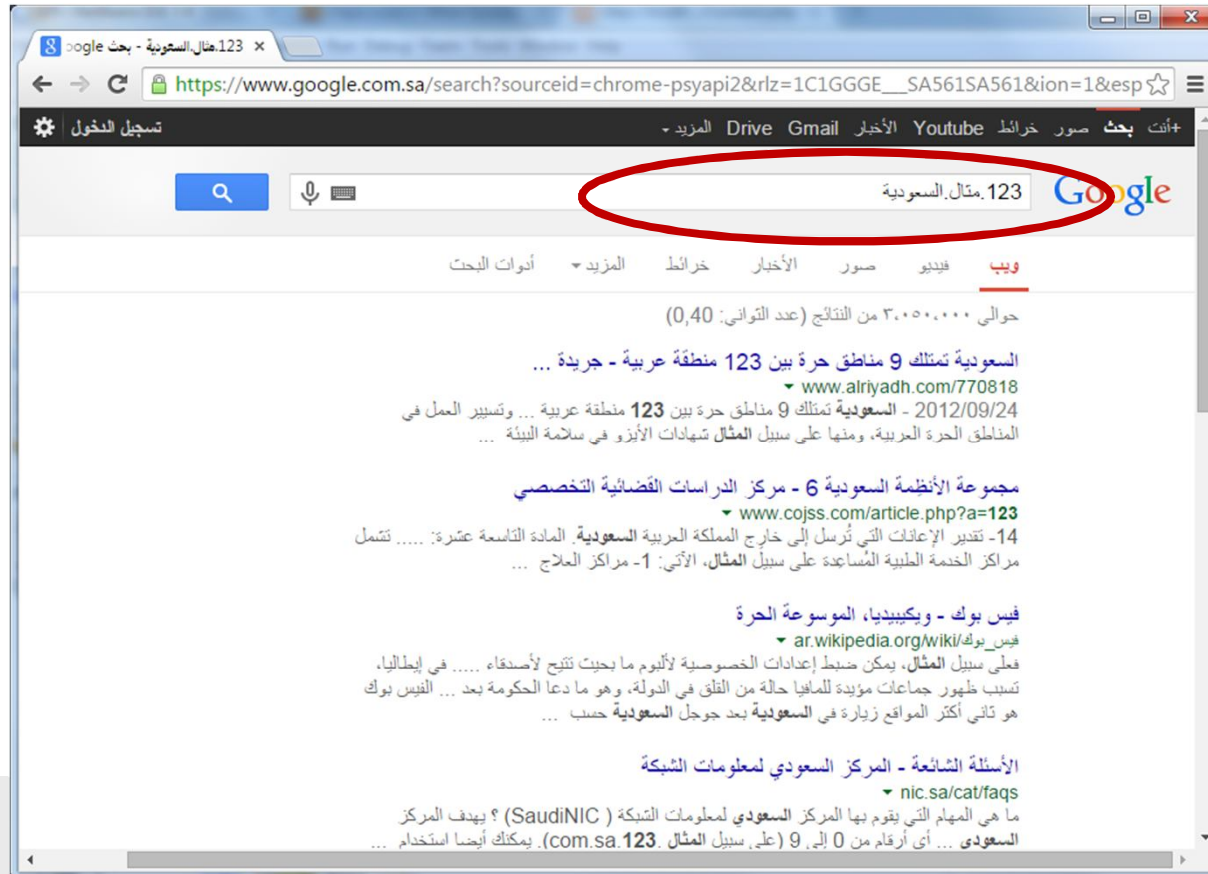 123.مثال.السعودية - بحث Google
https://www.google.com.sa/search?sourceid=chrome-psyapi2&rlz=1C1GGGE__SA561SA561&ion=1&esp
+أنت بحث صور خرائط Youtube الأخبار Drive Gmail المزيد
تسجيل الدخول
Google
123.مثال.السعودية
ويب فيديو صور الأخبار خرائط المزيد أدوات البحث
حوالي ٣،٠٥٠،٠٠٠ من النتائج (عدد الثواني: 0,40)
السعودية تمتلك 9 مناطق حرة بين 123 منطقة عربية - جريدة ...
www.alriyadh.com/770818
2012/09/24 - السعودية تمتلك 9 مناطق حرة بين 123 منطقة عربية ... وتسيير العمل في
المناطق الحرة العربية، ومنها على سبيل المثال شهادات الأيزو في سلامة البيئة ...
مجموعة الأنظمة السعودية 6 - مركز الدراسات القضائية التخصصي
www.cojss.com/article.php?a=123
14- تقدير الإعانات التي تُرسل إلى خارج المملكة العربية السعودية. المادة التاسعة عشرة: ..... تشمل
مراكز الخدمة الطبية المُساعِدة على سبيل المثال، الآتي: 1- مراكز العلاج ...
فيس بوك - ويكيبيديا، الموسوعة الحرة
ar.wikipedia.org/wiki/فيس_بوك
فعلى سبيل المثال، يمكن ضبط إعدادات الخصوصية لألبوم ما بحيث تتيح لأصدقاء ..... في إيطاليا،
تسبب ظهور جماعات مؤيدة للمافيا حالة من القلق في الدولة، وهو ما دعا الحكومة بعد ... الفيس بوك
هو ثاني أكثر المواقع زيارة في السعودية بعد جوجل السعودية حسب ...
الأسئلة الشائعة - المركز السعودي لمعلومات الشبكة
nic.sa/cat/faqs
ما هي المهام التي يقوم بها المركز السعودي لمعلومات الشبكة ( SaudiNIC) ؟ يهدف المركز
السعودي ... أي أرقام من 0 إلى 9 (على سبيل المثال .com.sa.123). يمكنك أيضا استخدام ...